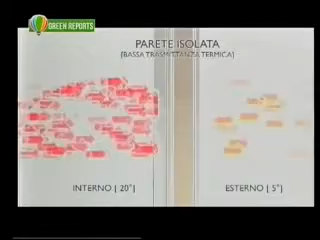 GREEN REPORTS
PARETE ISOLATA
(BASSA TRASMITTANZA TERMICA)
INTERNO ( 20°)
ESTERNO ( 5°)